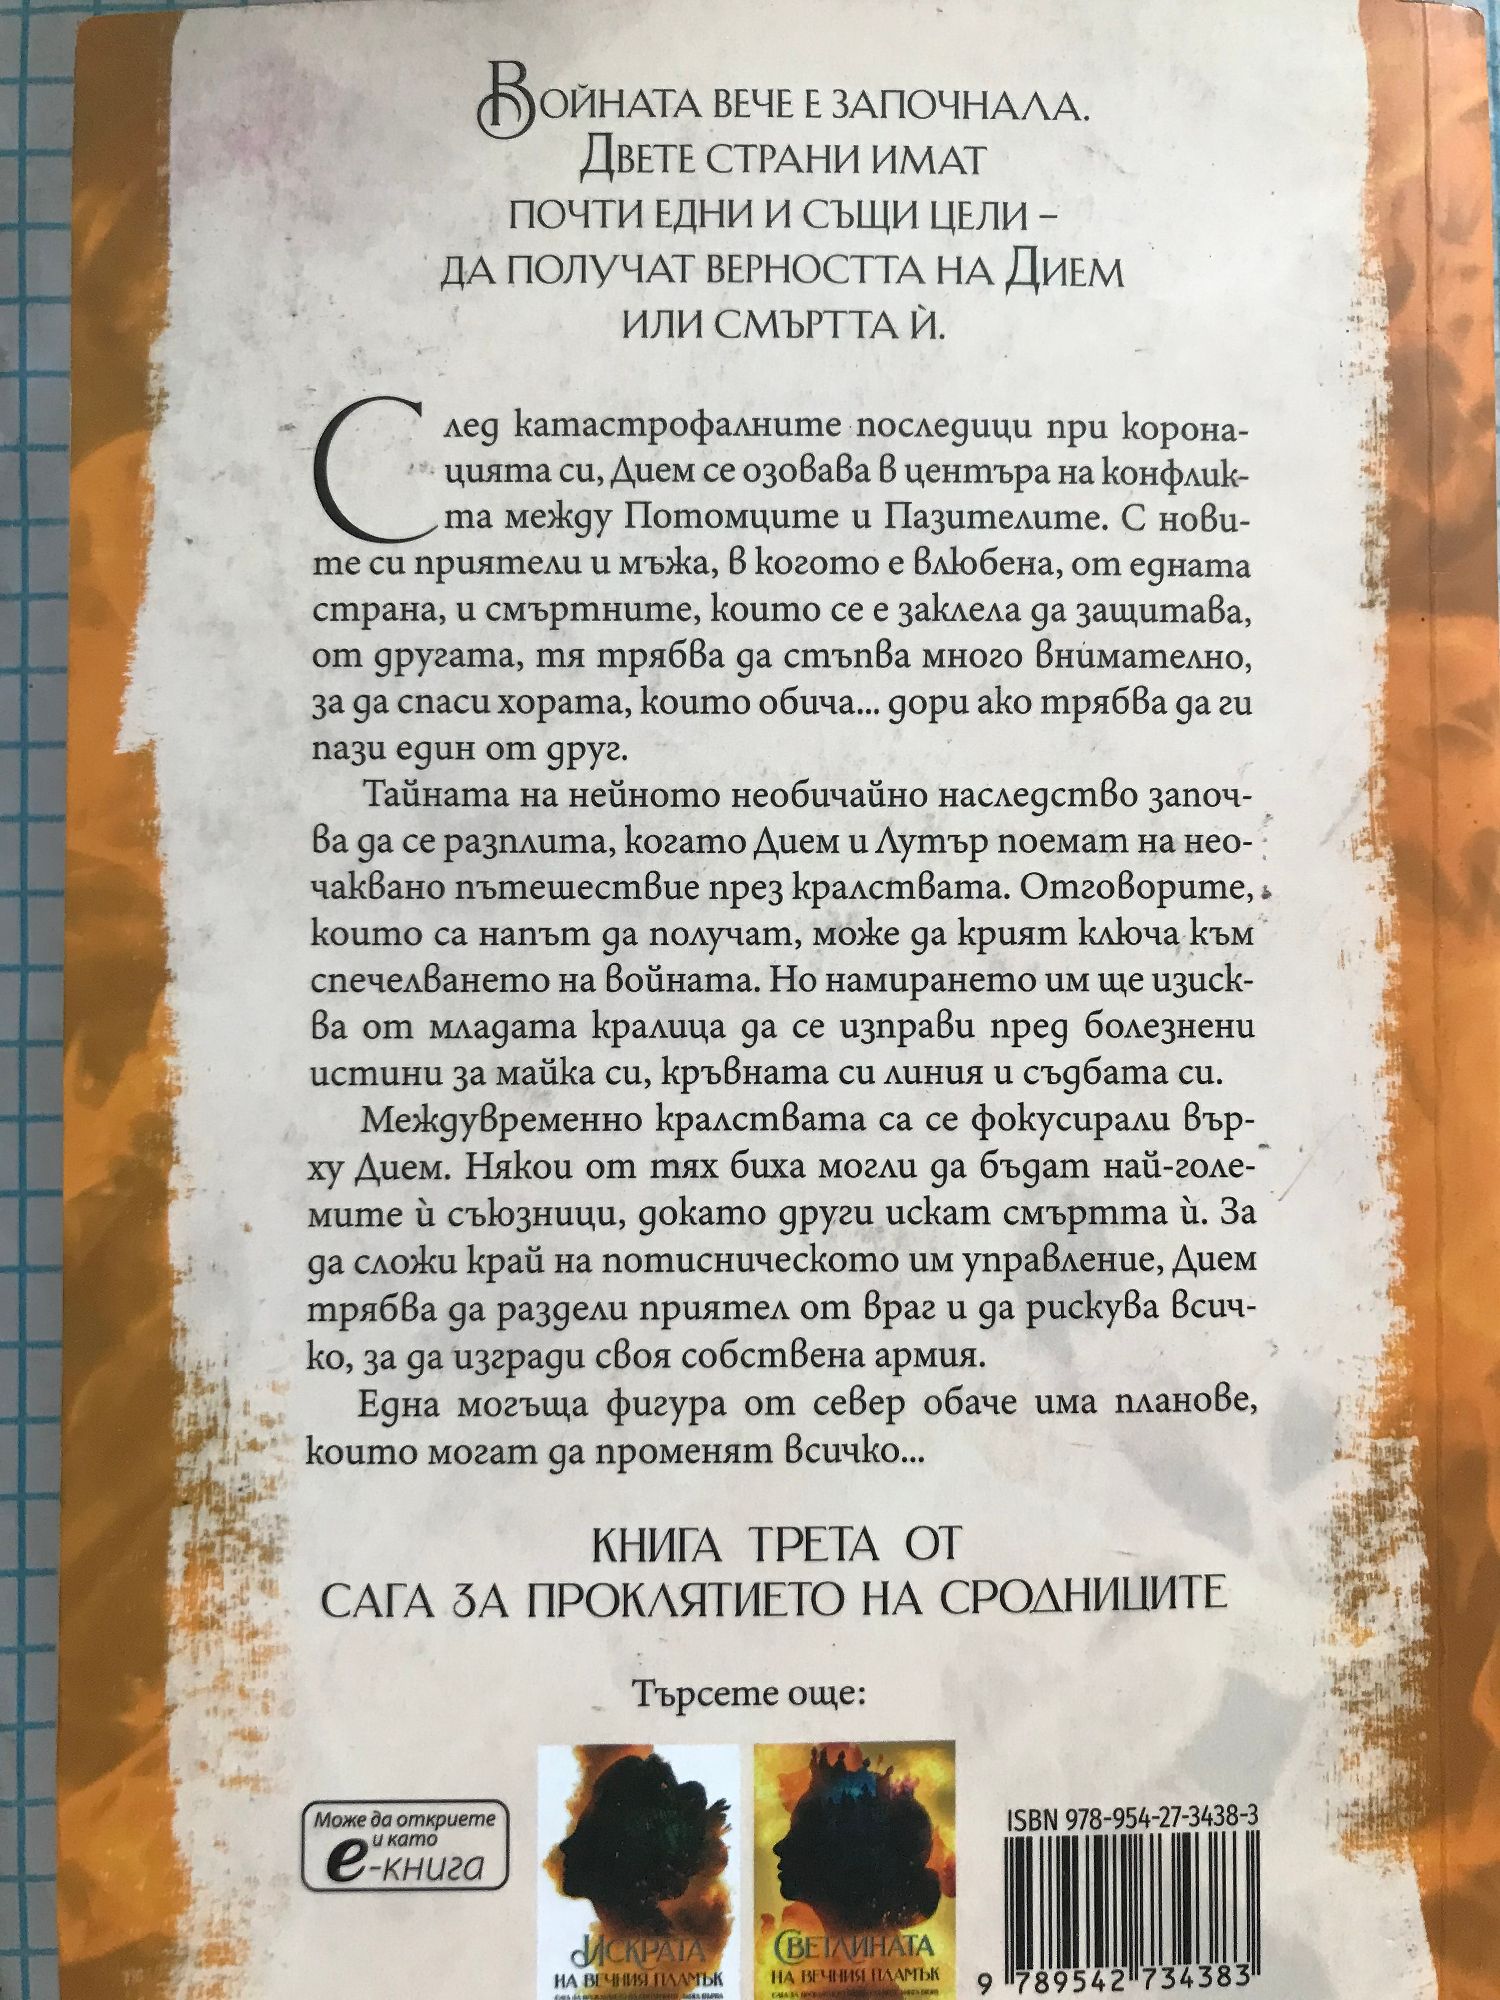 Войната вече е започнала.
Двете страни имат
почти едни и същи цели –
да получат верността на Дием
или смъртта ѝ.
След катастрофалните последици при корона-
цията си, Дием се озовава в центъра на конфлик-
та между Потомците и Пазителите. С нови-
те си приятели и мъжа, в когото е влюбена, от едната
страна, и смъртните, които се е заклела да защитава,
от другата, тя трябва да стъпва много внимателно,
за да спаси хората, които обича... дори ако трябва да ги
пази един от друг.
Тайната на нейното необичайно наследство започ-
ва да се разплита, когато Дием и Лутър поемат на нео-
чаквано пътешествие през кралствата. Отговорите,
които са напът да получат, може да крият ключа към
спечелването на войната. Но намирането им ще изиск-
ва от младата кралица да се изправи пред болезнени
истини за майка си, кръвната си линия и съдбата си.
Междувременно кралствата са се фокусирали вър-
ху Дием. Някои от тях биха могли да бъдат най-голе-
мите ѝ съюзници, докато други искат смъртта ѝ. За
да сложи край на потисническото им управление, Дием
трябва да раздели приятел от враг и да рискува всич-
ко, за да изгради своя собствена армия.
Една могъща фигура от север обаче има планове,
които могат да променят всичко...
КНИГА ТРЕТА ОТ
САГА ЗА ПРОКЛЯТИЕТО НА СРОДНИЦИТЕ
Търсете още:
Може да откриете
и като
е-книга
Искрата
на вечния пламък
Светлината
на вечния пламък
ISBN 978-954-27-3438-3
9 789542 734383